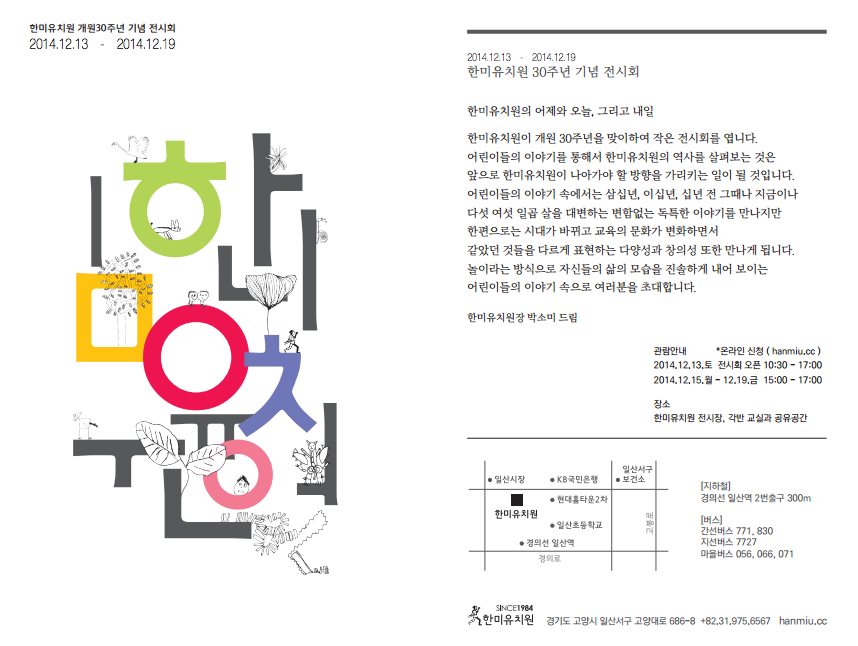 한미유치원 개원30주년 기념 전시회
2014.12.13 - 2014.12.19
한미유치원
2014.12.13 - 2014.12.19
한미유치원 30주년 기념 전시회
한미유치원의 어제와 오늘, 그리고 내일
한미유치원이 개원 30주년을 맞이하여 작은 전시회를 엽니다.
어린이들의 이야기를 통해서 한미유치원의 역사를 살펴보는 것은
앞으로 한미유치원이 나아가야 할 방향을 가리키는 일이 될 것입니다.
어린이들의 이야기 속에서는 삼십년, 이십년, 십년 전 그때나 지금이나
다섯 여섯 일곱 삶을 대변하는 변함없는 독특한 이야기를 만나지만
한편으로는 시대가 바뀌고 교육의 문화가 변화하면서
같았던 것들을 다르게 표현하는 다양성과 창의성 또한 만나게 됩니다.
놀이라는 방식으로 자신들의 삶의 모습을 진솔하게 내어 보이는
어린이들의 이야기 속으로 여러분을 초대합니다.
한미유치원장 박소미 드림
관람안내 *온라인 신청 ( hanmiu.cc )
2014.12.13.토 전시회 오픈 10:30 - 17:00
2014.12.15.월 - 12.19.금 15:00 - 17:00
장소
한미유치원 전시장, 각반 교실과 공유공간
일산시장
KB국민은행
일산서구
보건소
현대홈타운2차
한미유치원
일산초등학교
고봉로
경의선 일산역
경의로
[지하철]
경의선 일산역 2번출구 300m
[버스]
간선버스 771, 830
지선버스 7727
마을버스 056, 066, 071
SINCE1984
한미유치원 경기도 고양시 일산서구 고양대로 686-8 +82.31.975.6567 hanmiu.cc